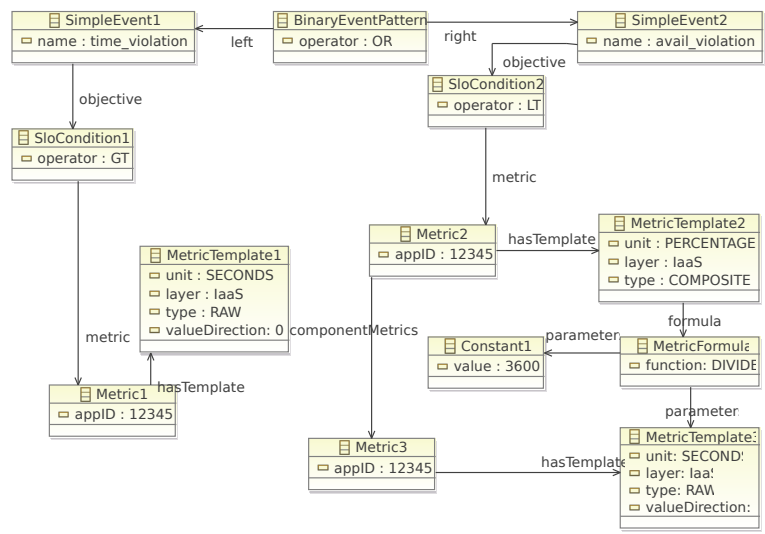 SimpleEvent1
name : time_violation
BinaryEventPattern
operator : OR
SimpleEvent2
name : avail_violation
left
right
objective
objective
SloCondition2
operator : LT
SloCondition1
operator : GT
metric
Metric2
appID : 12345
hasTemplate
MetricTemplate2
unit : PERCENTAGE
layer : IaaS
type : COMPOSITE
MetricTemplate1
unit : SECONDS
layer : IaaS
type : RAW
valueDirection: 0
componentMetrics
metric
formula
parameter
Constant1
value : 3600
MetricFormula
function: DIVIDE
hasTemplate
Metric1
appID : 12345
parameter
Metric3
appID : 12345
hasTemplate
MetricTemplate3
unit: SECONDS
layer: IaaS
type: RAW
valueDirection: